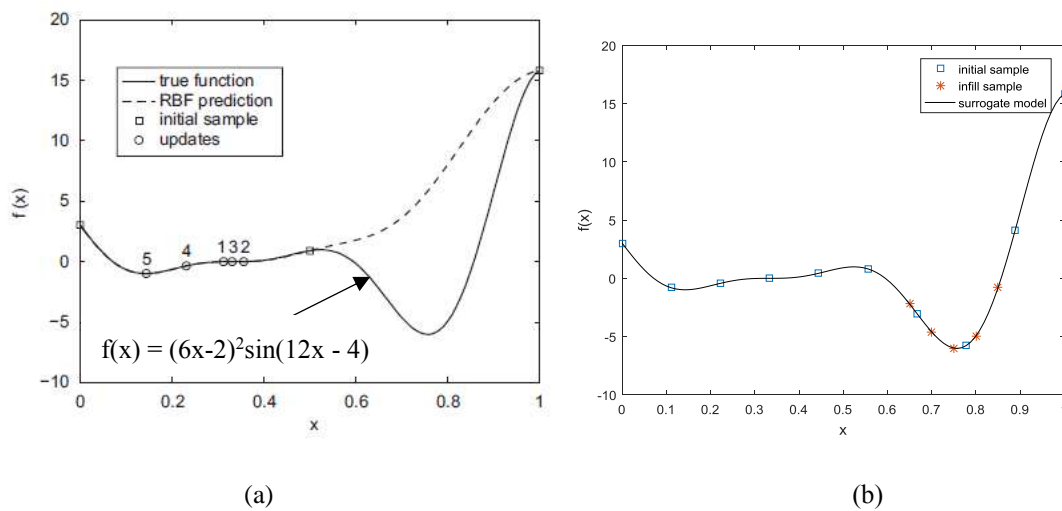 20
15
10
5
0
−5
−10
0
0.2
0.4
0.6
0.8
1
f (x)
x
true function
RBF prediction
initial sample
updates
5
4
132
f(x) = (6x-2)²sin(12x - 4)
(a)
20
15
10
5
0
-5
-10
0
0.1
0.2
0.3
0.4
0.5
0.6
0.7
0.8
0.9
f(x)
x
initial sample
infill sample
surrogate model
(b)